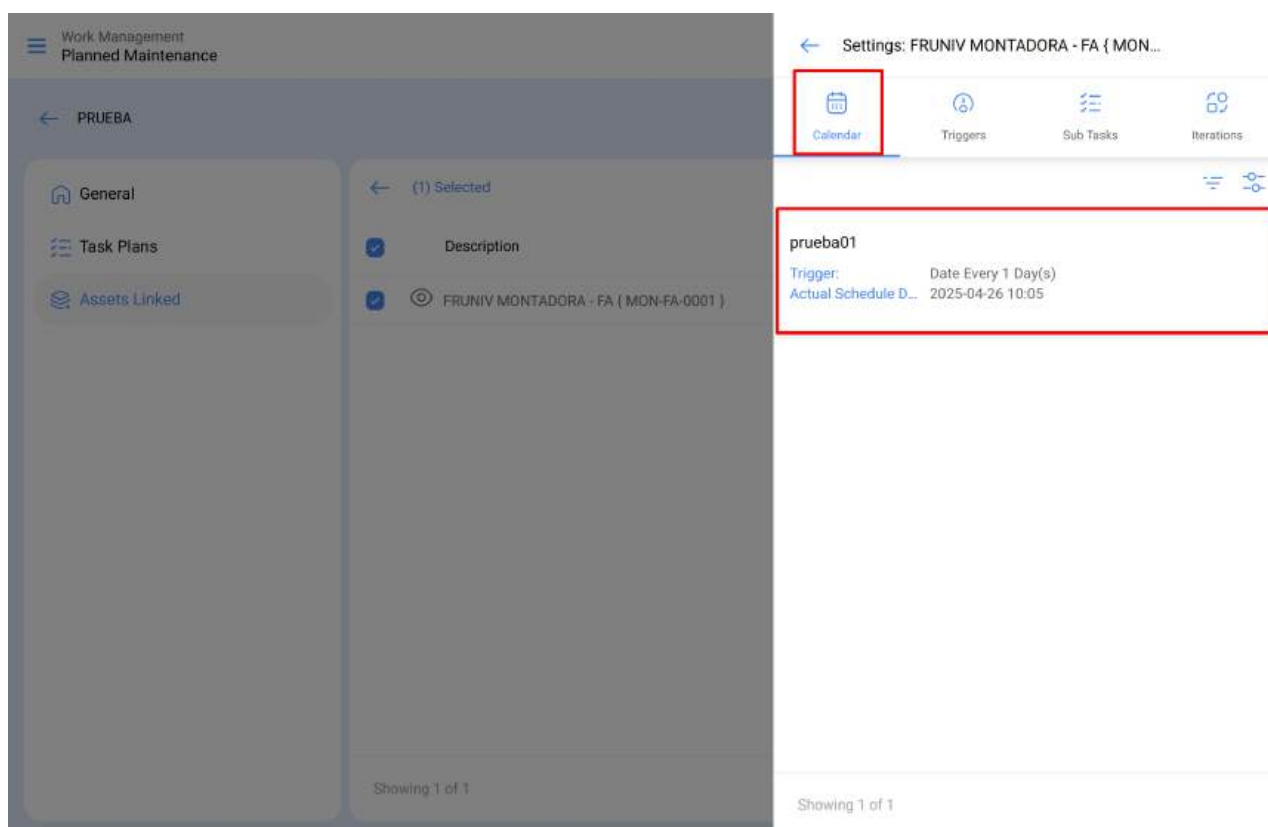 Work Management
Planned Maintenance
PRUEBA
General
Task Plans
Assets Linked
(1) Selected
Description
FRUNIV MONTADORA - FA ( MON-FA-0001 )
Showing 1 of 1
Settings: FRUNIV MONTADORA - FA { MON...
Calendar
Triggers
Sub Tasks
Iterations
prueba01
Trigger: Date Every 1 Day(s)
Actual Schedule D... 2025-04-26 10:05
Showing 1 of 1